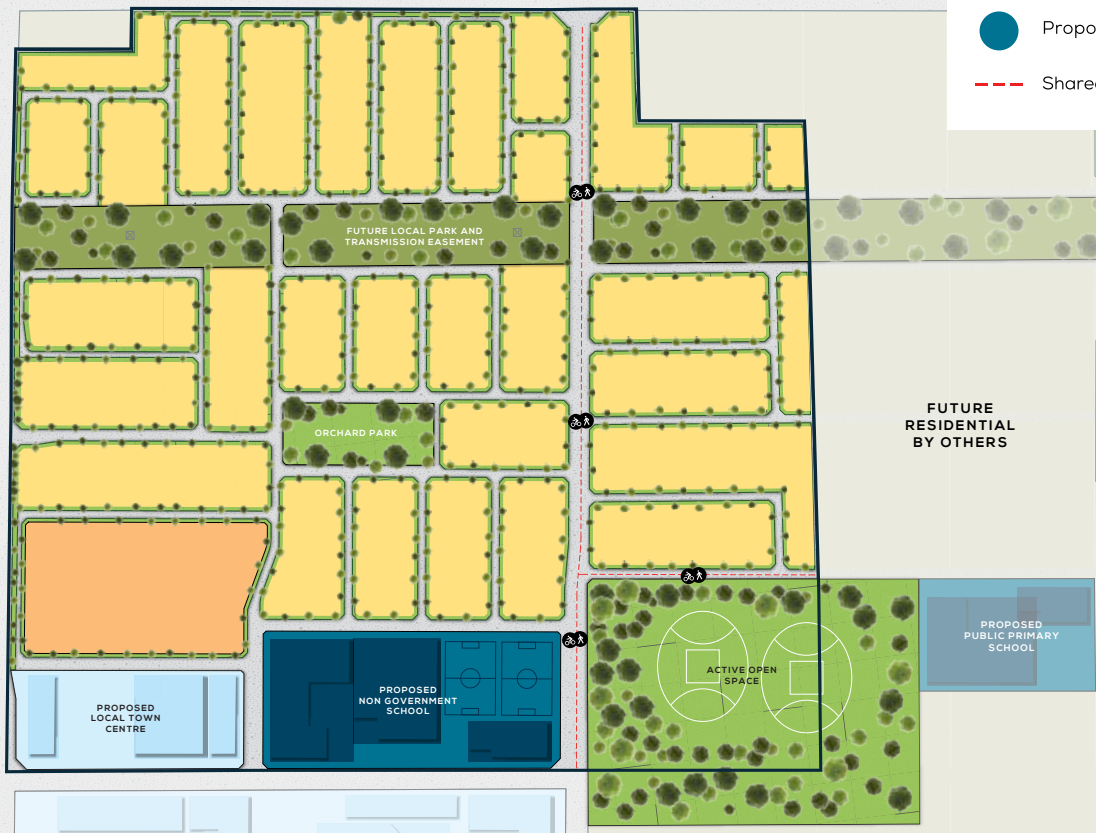 Propo
Shared
FUTURE LOCAL PARK AND
TRANSMISSION EASEMENT
FUTURE
RESIDENTIAL
BY OTHERS
ORCHARD PARK
PROPOSED
PUBLIC PRIMARY
SCHOOL
ACTIVE OPEN
SPACE
PROPOSED
NON GOVERNMENT
SCHOOL
PROPOSED
LOCAL TOWN
CENTRE